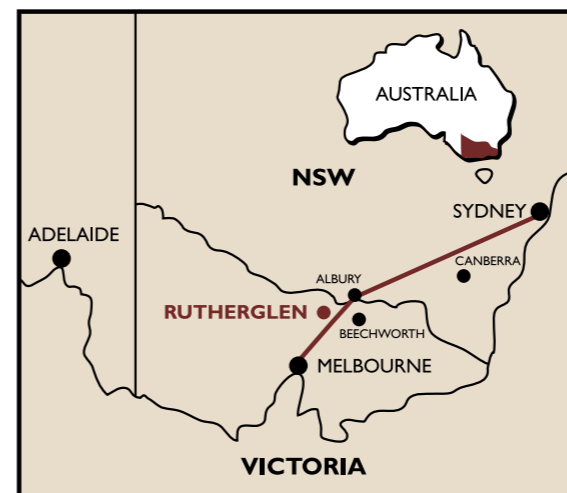 AUSTRALIA
NSW
SYDNEY
ADELAIDE
CANBERRA
ALBURY
RUTHERGLEN
BEECHWORTH
MELBOURNE
VICTORIA